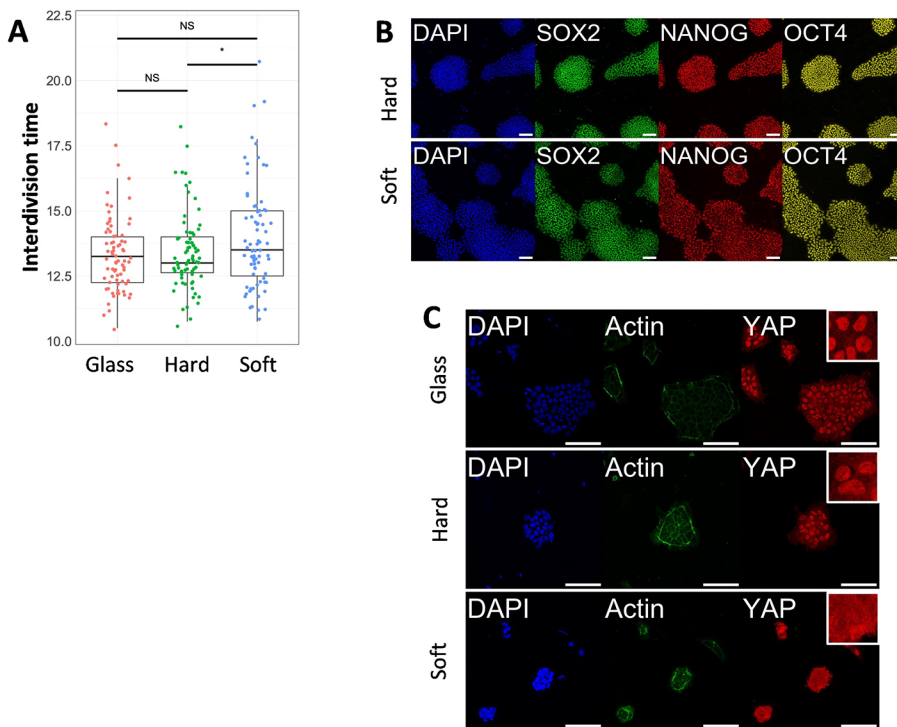 A
Interdivision time
22.5
20.0
17.5
15.0
12.5
10.0
NS
*
NS
Glass Hard Soft
B
DAPI SOX2 NANOG OCT4
Hard
DAPI SOX2 NANOG OCT4
Soft
C
DAPI Actin YAP
Glass
DAPI Actin YAP
Hard
DAPI Actin YAP
Soft